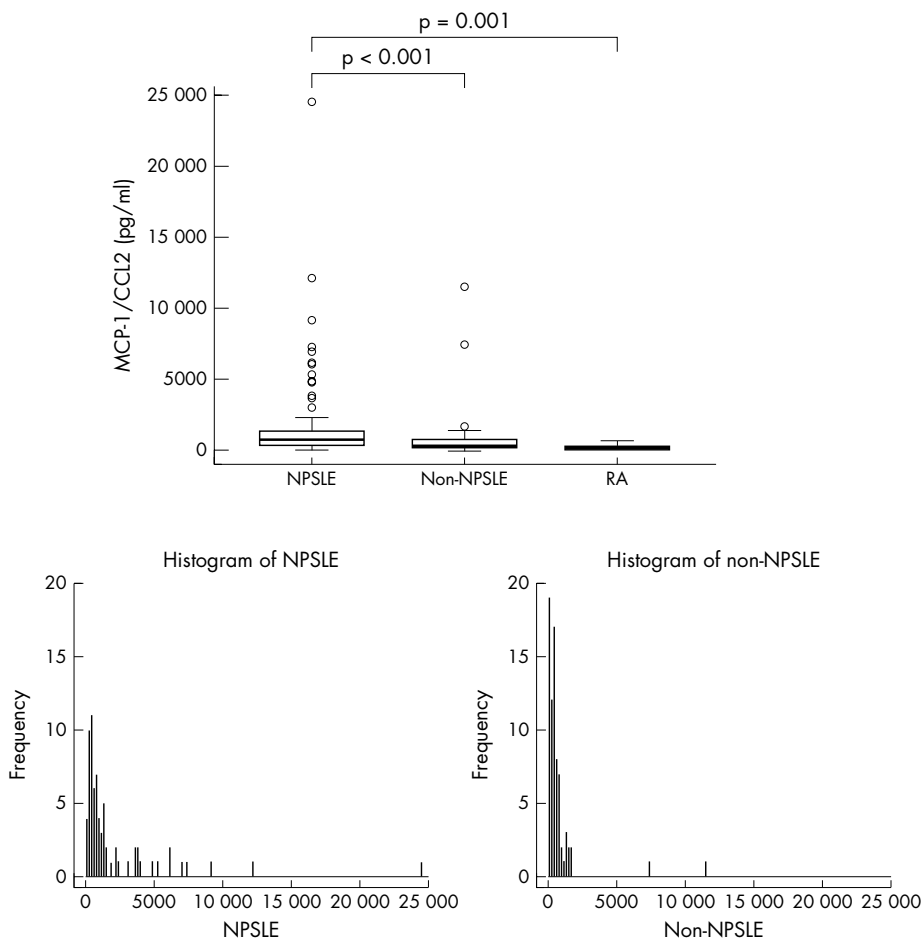 p = 0.001
p < 0.001
25 000
20 000
15 000
10 000
5000
0
MCP-1/CCL2 (pg/ml)
NPSLE Non-NPSLE RA
Histogram of NPSLE
20
15
10
5
0
Frequency
0 5000 10 000 15 000 20 000 25 000
NPSLE
Histogram of non-NPSLE
20
15
10
5
0
Frequency
0 5000 10 000 15 000 20 000 25 000
Non-NPSLE